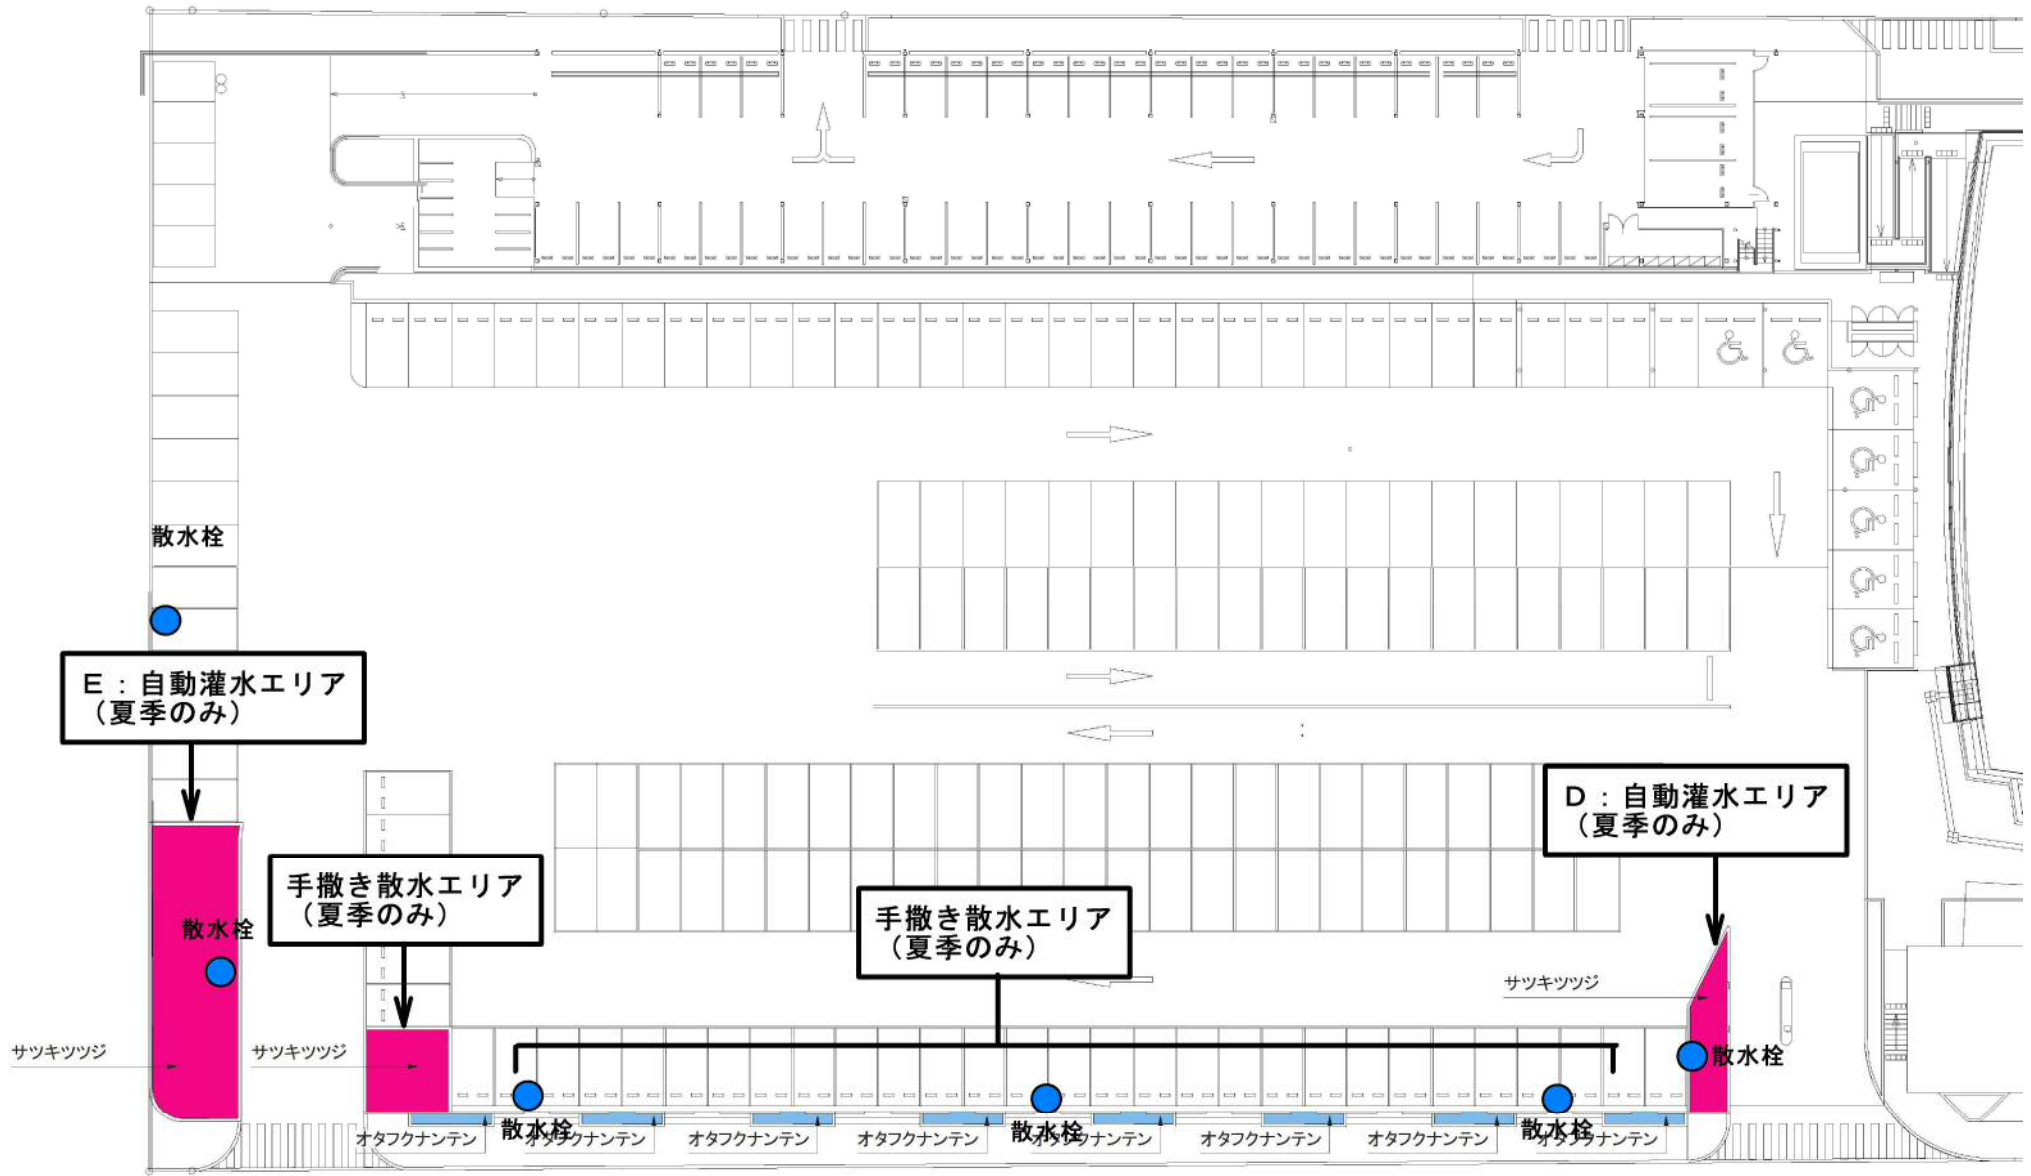 散水栓
E：自動灌水エリア
（夏季のみ）
D：自動灌水エリア
（夏季のみ）
手撒き散水エリア
（夏季のみ）
手撒き散水エリア
（夏季のみ）
散水栓
サツキツツジ
サツキツツジ
サツキツツジ
散水栓
散水栓
散水栓
散水栓
オタフクナンテン
オタフクナンテン
オタフクナンテン
オタフクナンテン
オタフクナンテン
オタフクナンテン
オタフクナンテン
オタフクナンテン